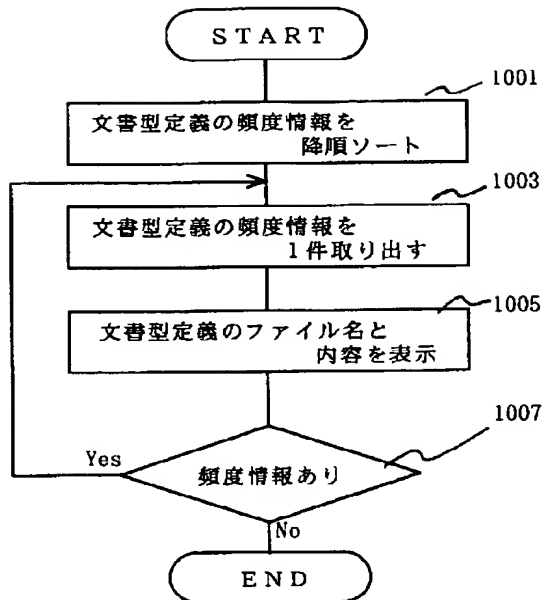 START
1001
文書型定義の頻度情報を
降順ソート
1003
文書型定義の頻度情報を
1件取り出す
1005
文書型定義のファイル名と
内容を表示
1007
Yes
頻度情報あり
No
END